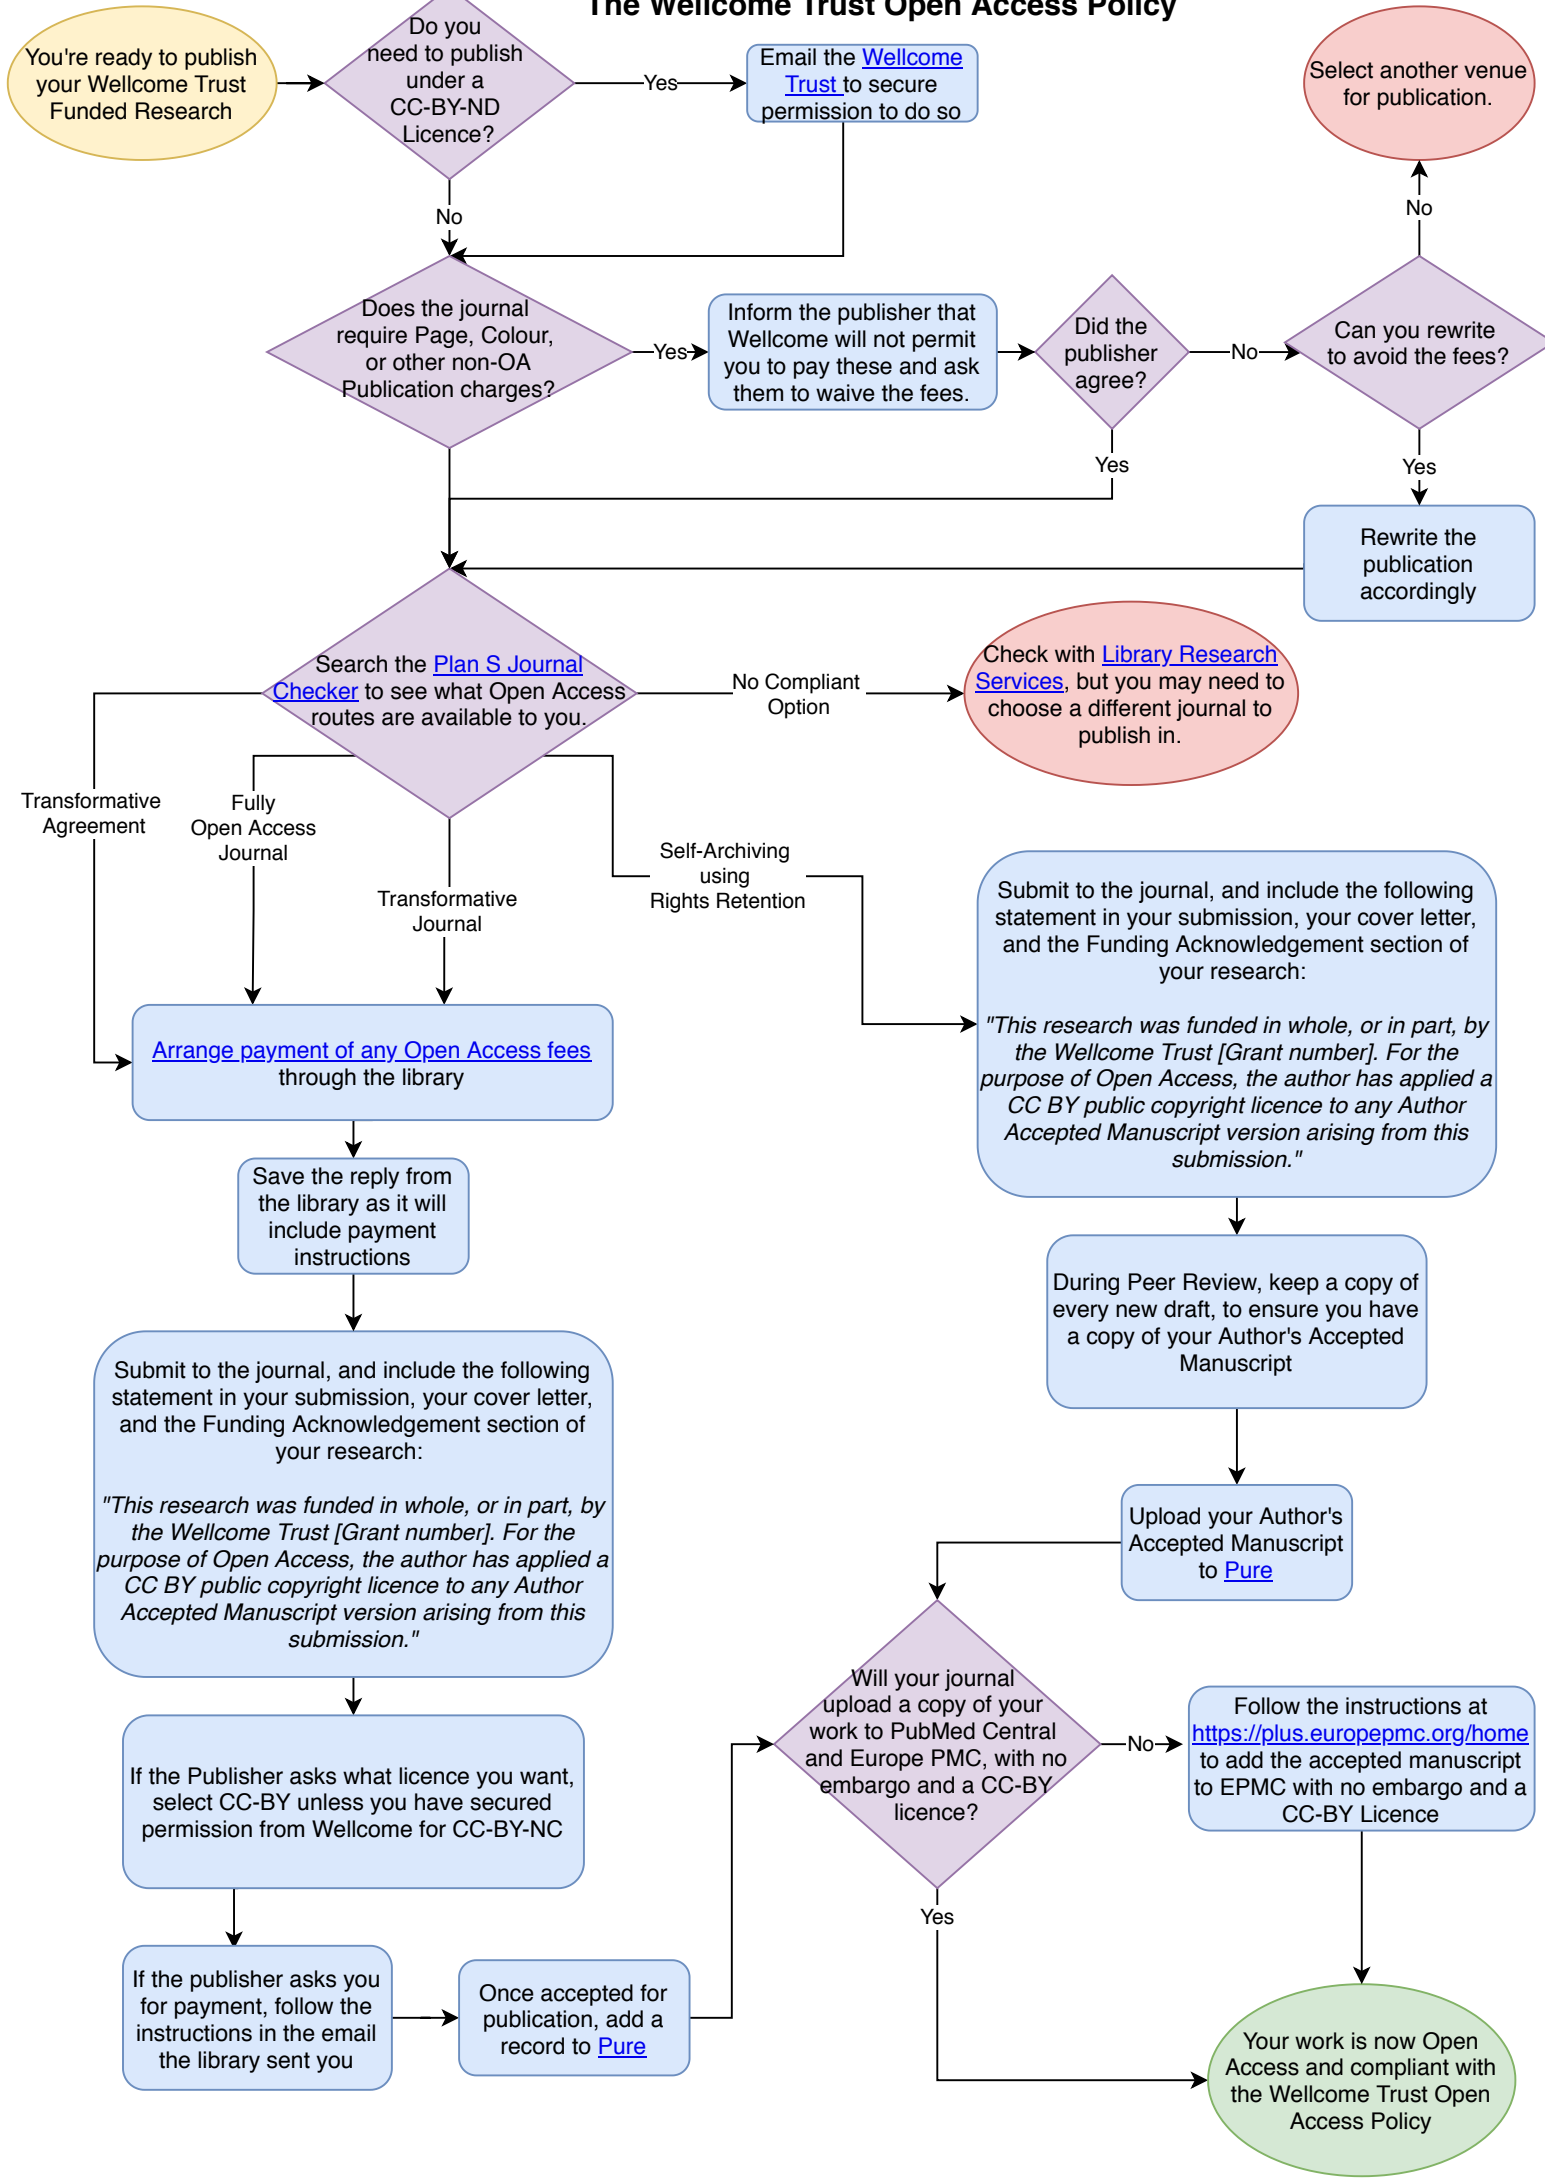 The Wellcome Trust Open Access Policy
You're ready to publish
your Wellcome Trust
Funded Research
Do you
need to publish
under a
CC-BY-ND
Licence?
Yes
Email the Wellcome
Trust to secure
permission to do so
Select another venue
for publication.
No
No
Does the journal
require Page, Colour,
or other non-OA
Publication charges?
Yes
Inform the publisher that
Wellcome will not permit
you to pay these and ask
them to waive the fees.
Did the
publisher
agree?
No
Can you rewrite
to avoid the fees?
Yes
Yes
Rewrite the
publication
accordingly
Search the Plan S Journal
Checker to see what Open Access
routes are available to you.
No Compliant
Option
Check with Library Research
Services, but you may need to
choose a different journal to
publish in.
Transformative
Agreement
Fully
Open Access
Journal
Transformative
Journal
Self-Archiving
using
Rights Retention
Submit to the journal, and include the following
statement in your submission, your cover letter,
and the Funding Acknowledgement section of
your research:
"This research was funded in whole, or in part, by
the Wellcome Trust [Grant number]. For the
purpose of Open Access, the author has applied a
CC BY public copyright licence to any Author
Accepted Manuscript version arising from this
submission."
Arrange payment of any Open Access fees
through the library
Save the reply from
the library as it will
include payment
instructions
During Peer Review, keep a copy of
every new draft, to ensure you have
a copy of your Author's Accepted
Manuscript
Submit to the journal, and include the following
statement in your submission, your cover letter,
and the Funding Acknowledgement section of
your research:
"This research was funded in whole, or in part, by
the Wellcome Trust [Grant number]. For the
purpose of Open Access, the author has applied a
CC BY public copyright licence to any Author
Accepted Manuscript version arising from this
submission."
Upload your Author's
Accepted Manuscript
to Pure
If the Publisher asks what licence you want,
select CC-BY unless you have secured
permission from Wellcome for CC-BY-NC
Will your journal
upload a copy of your
work to PubMed Central
and Europe PMC, with no
embargo and a CC-BY
licence?
No
Follow the instructions at
https://plus.europepmc.org/home
to add the accepted manuscript
to EPMC with no embargo and a
CC-BY Licence
Yes
If the publisher asks you
for payment, follow the
instructions in the email
the library sent you
Once accepted for
publication, add a
record to Pure
Your work is now Open
Access and compliant with
the Wellcome Trust Open
Access Policy